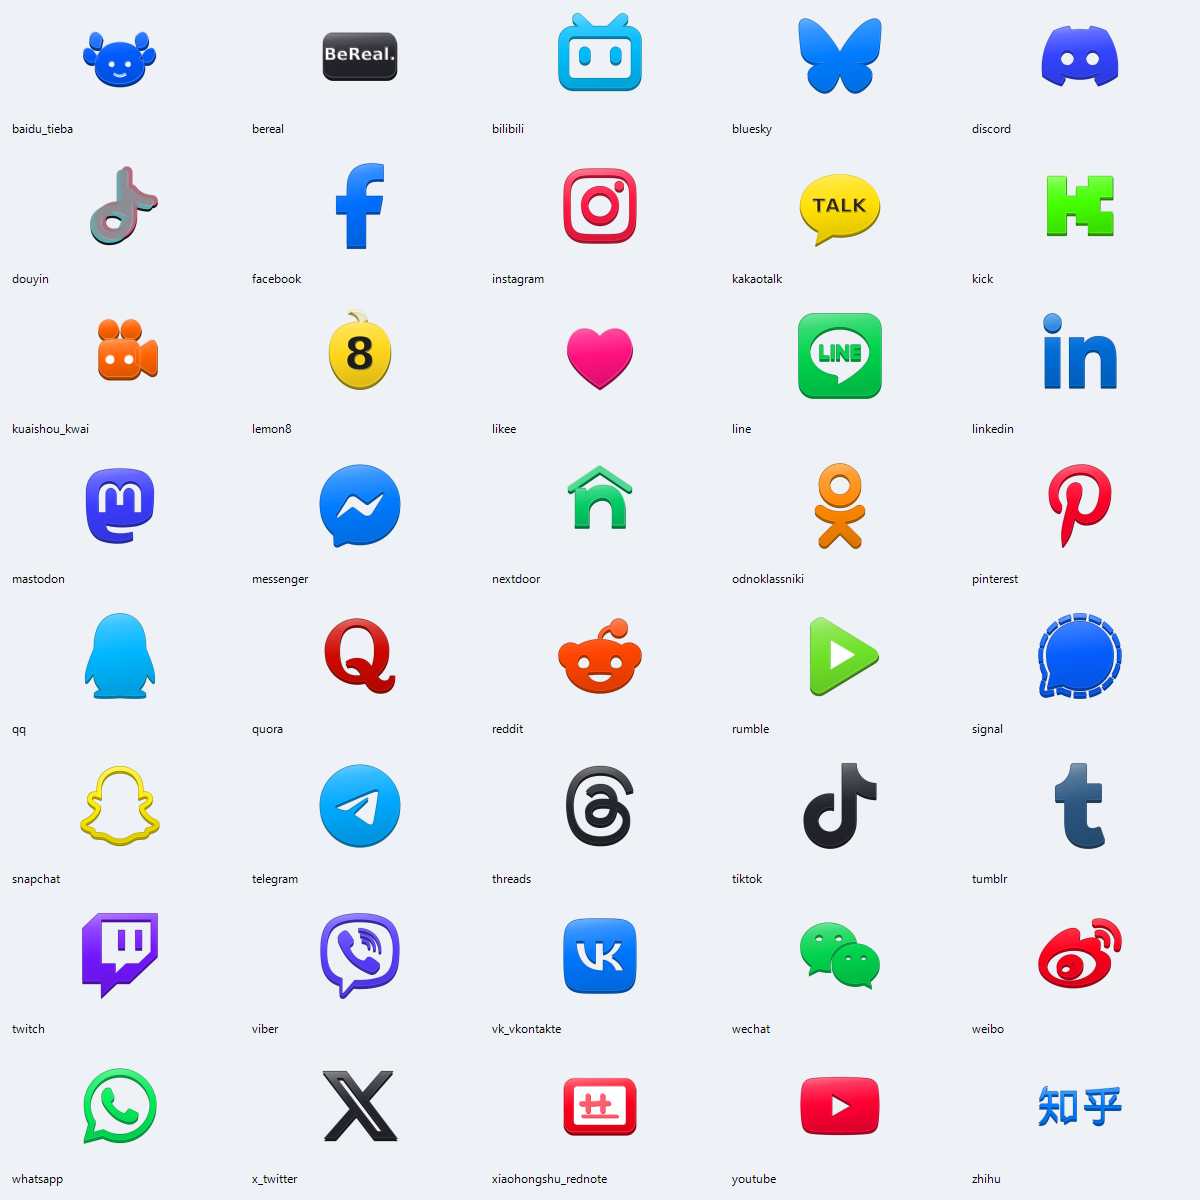 BeReal.
baidu_tieba bereal bilibili bluesky discord
TALK
douyin facebook instagram kakaotalk kick
8 LINE in
kuaishou_kwai lemon8 likee line linkedin
mastodon messenger nextdoor odnoklassniki pinterest
qq quora reddit rumble signal
snapchat telegram threads tiktok tumblr
VK
twitch viber vk_vkontakte wechat weibo
知乎
whatsapp x_twitter xiaohongshu_rednote youtube zhihu